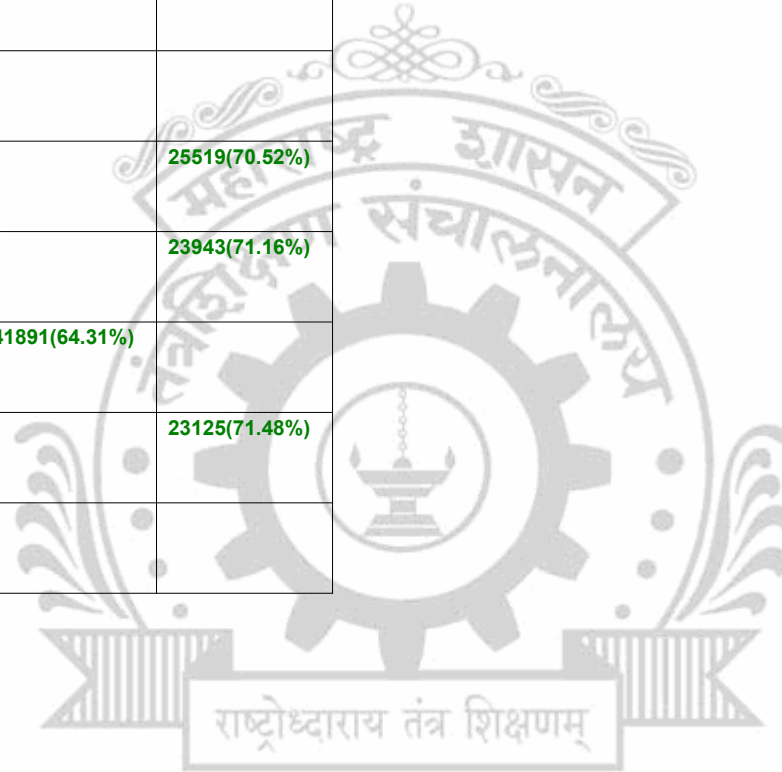 25519(70.52%)
23943(71.16%)
41891(64.31%)
23125(71.48%)
महाराष्ट्र शासन
तंत्रशिक्षण संचालनालय
राष्ट्रोध्दाराय तंत्र शिक्षणम्